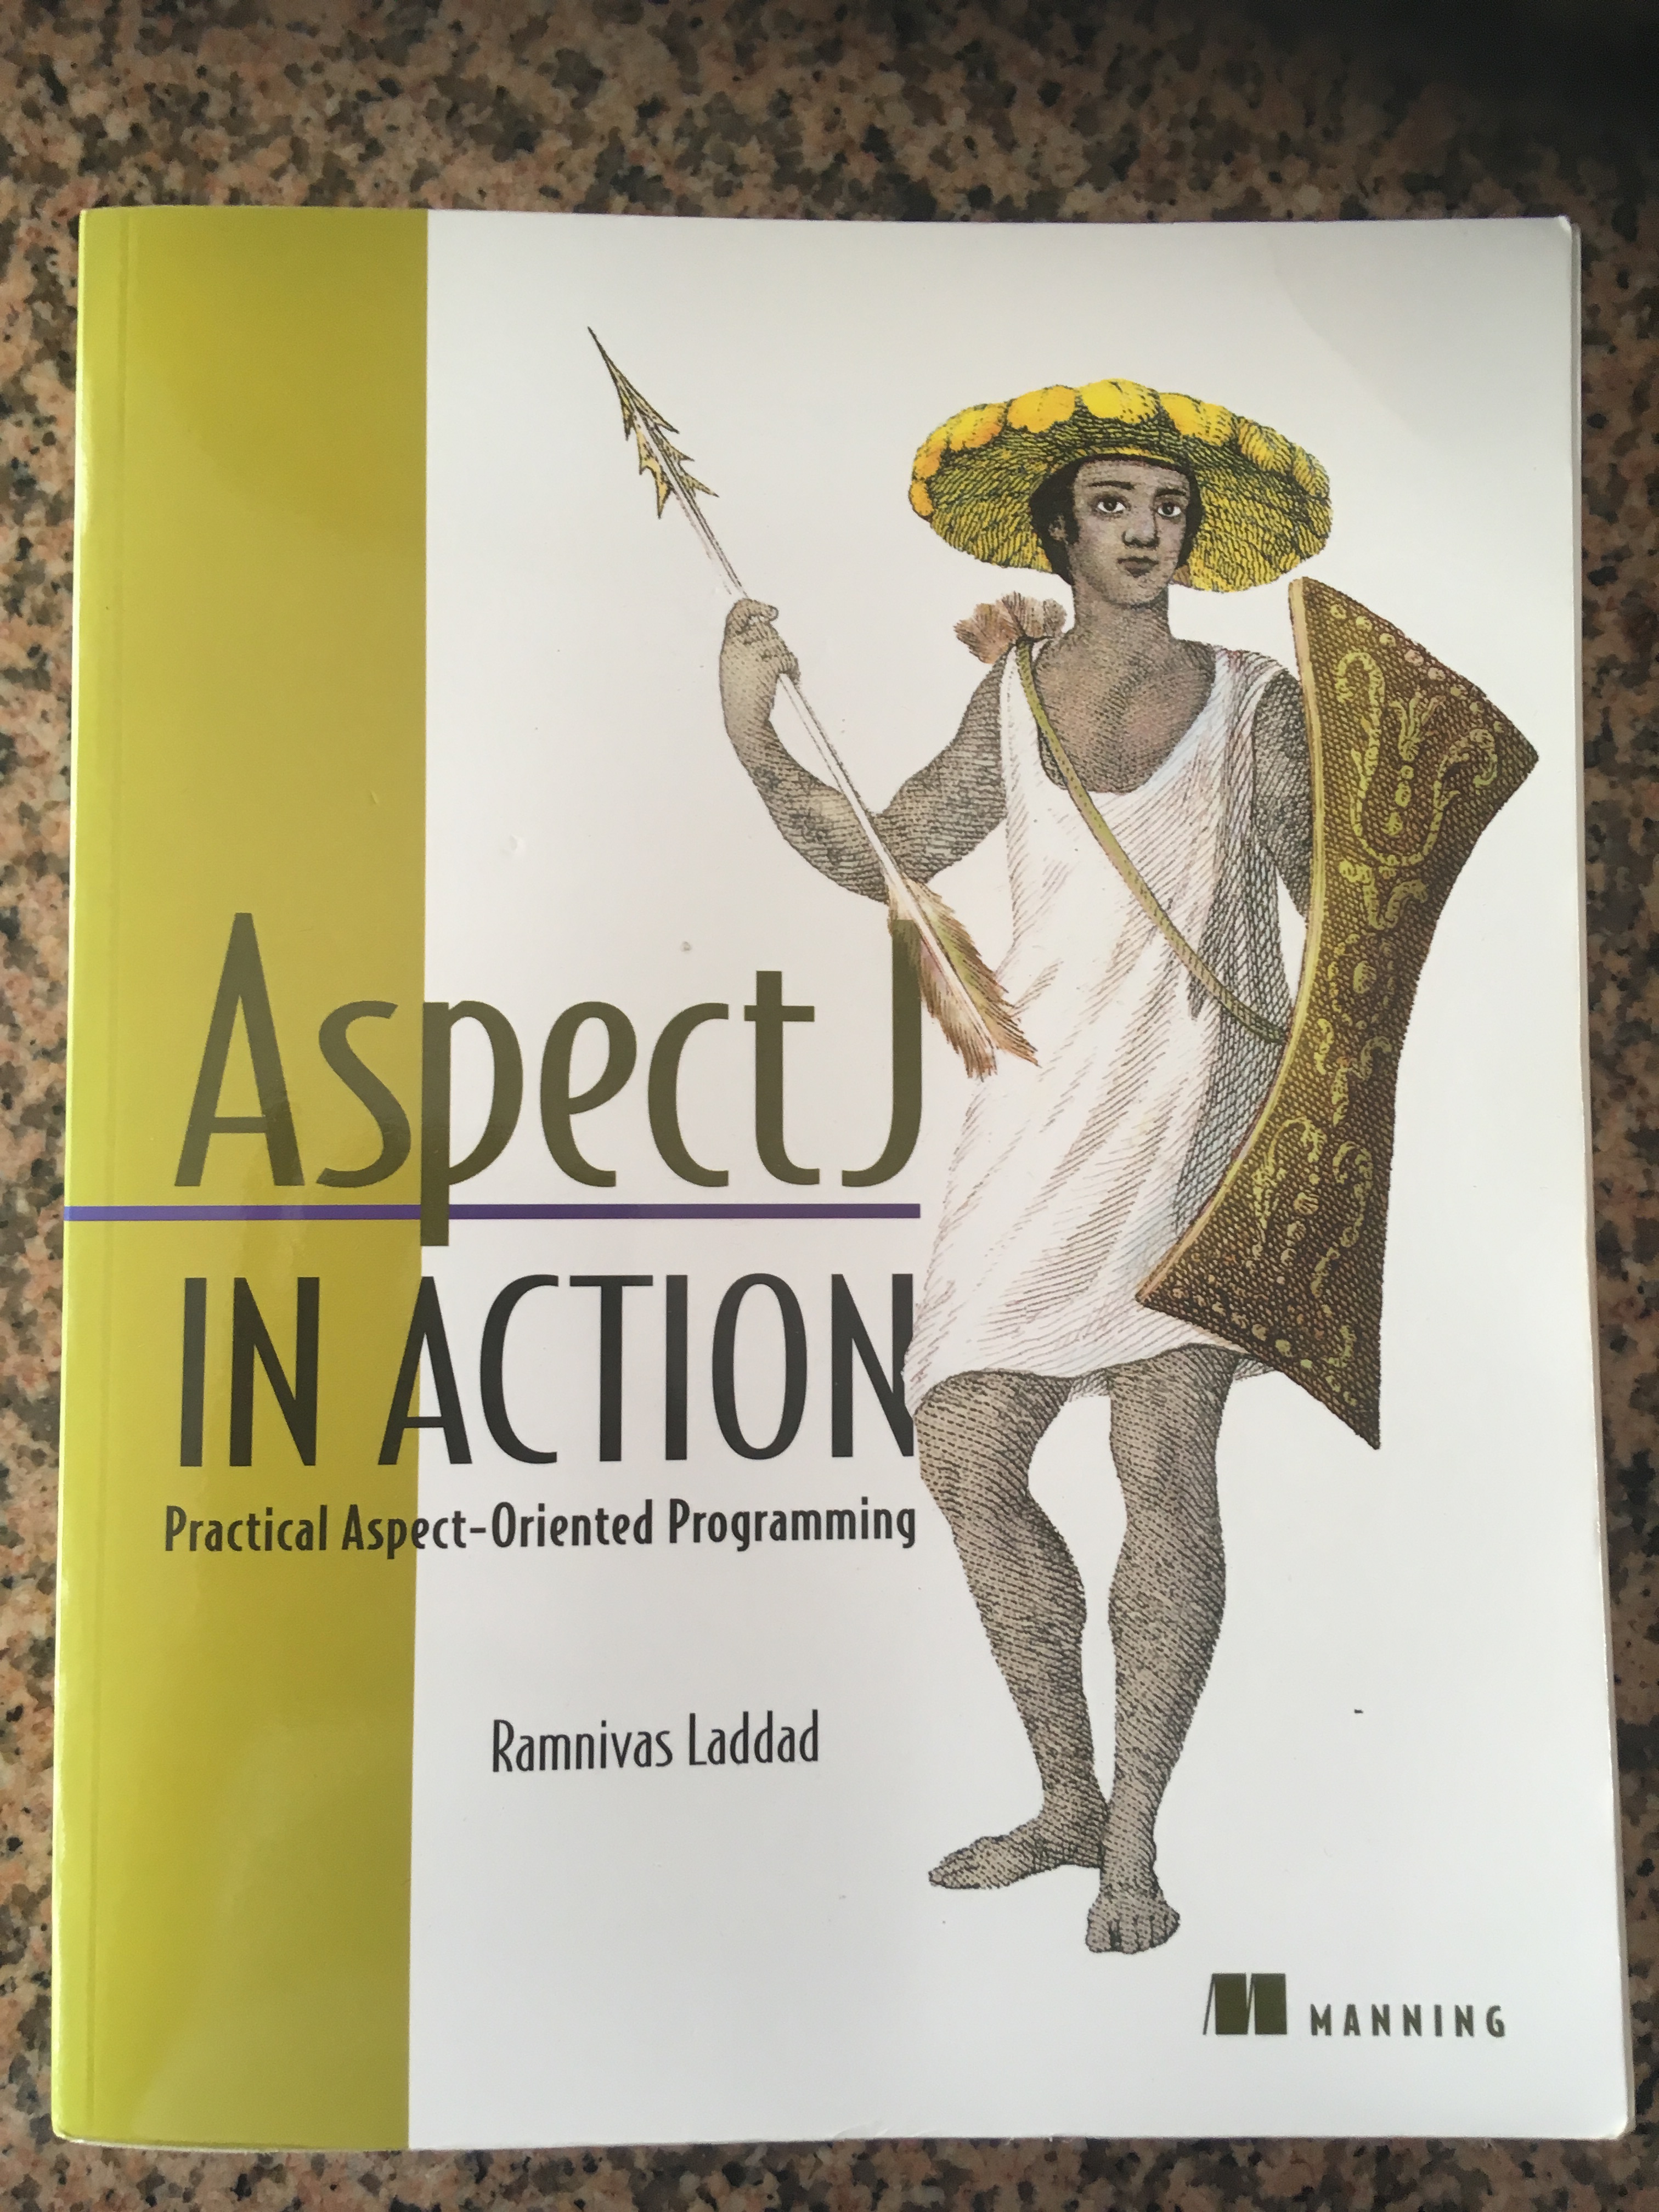 AspectJ
IN ACTION
Practical Aspect-Oriented Programming
Ramnivas Laddad
MANNING